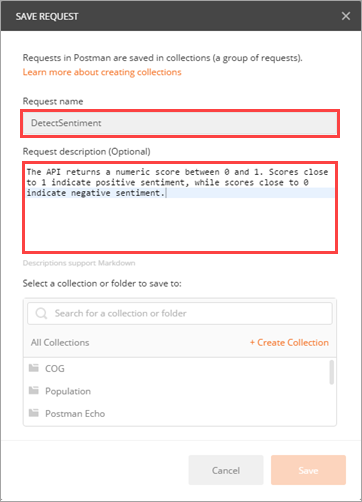 SAVE REQUEST
Requests in Postman are saved in collections (a group of requests).
Learn more about creating collections
Request name
DetectSentiment
Request description (Optional)
The API returns a numeric score between 0 and 1. Scores close
to 1 indicate positive sentiment, while scores close to 0
indicate negative sentiment.
Descriptions support Markdown
Select a collection or folder to save to:
Search for a collection or folder
All Collections + Create Collection
COG
Population
Postman Echo
Cancel Save